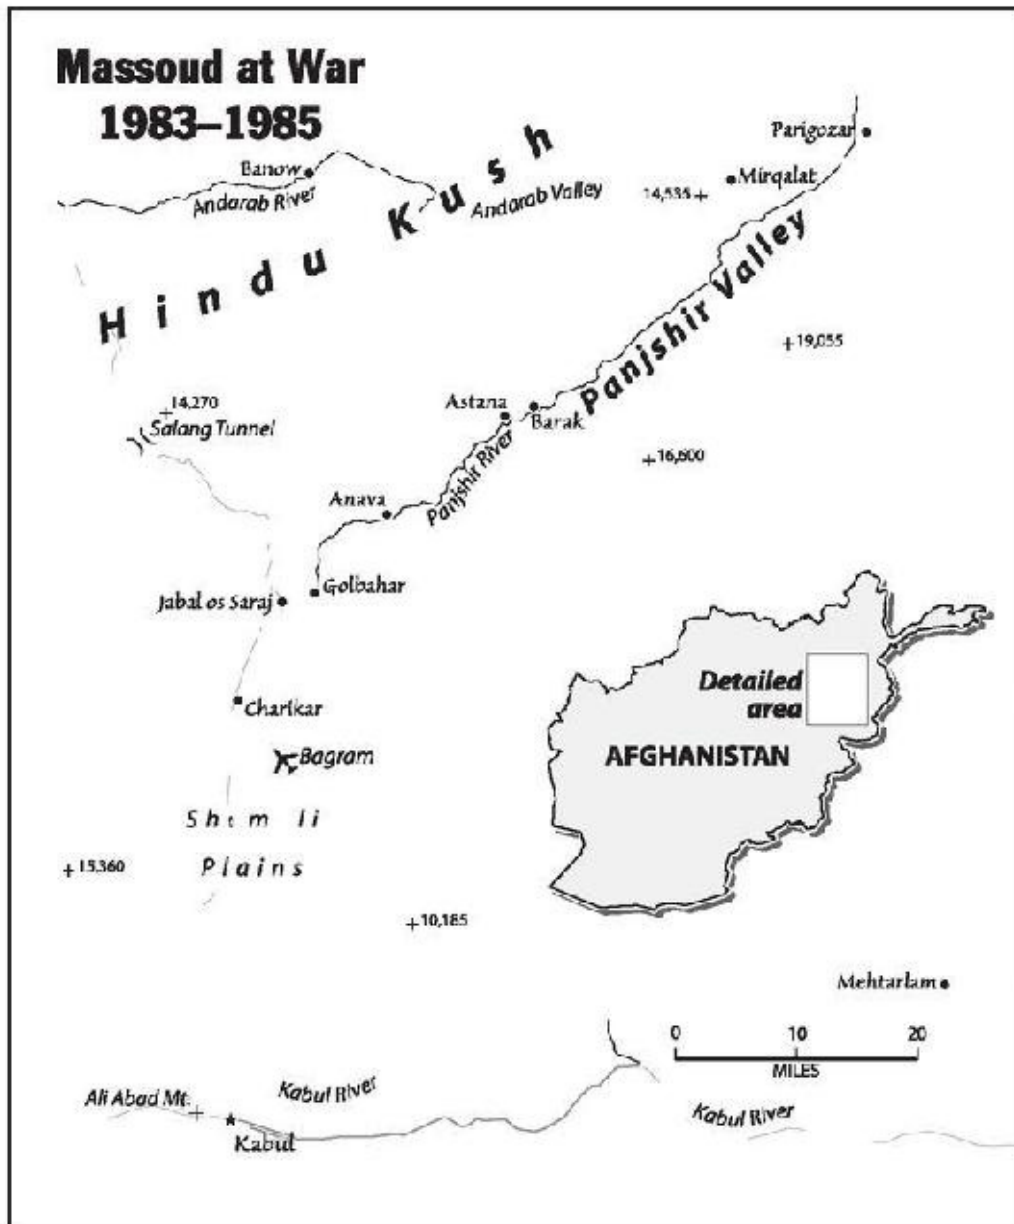 Massoud at War
1983–1985
Parigozar
Banow
Mirqalat
Andarab River
Andarab Valley
14,535
Hindu Kush
Panjshir Valley
19,055
14,270
Salang Tunnel
Astana
Barak
16,600
Panjshir River
Anava
Golbahar
Jabal os Saraj
Detailed
area
Charikar
AFGHANISTAN
Bagram
Shomali
Plains
15,360
10,185
Mehtarlam
0 10 20
MILES
Ali Abad Mt.
Kabul River
Kabul River
Kabul